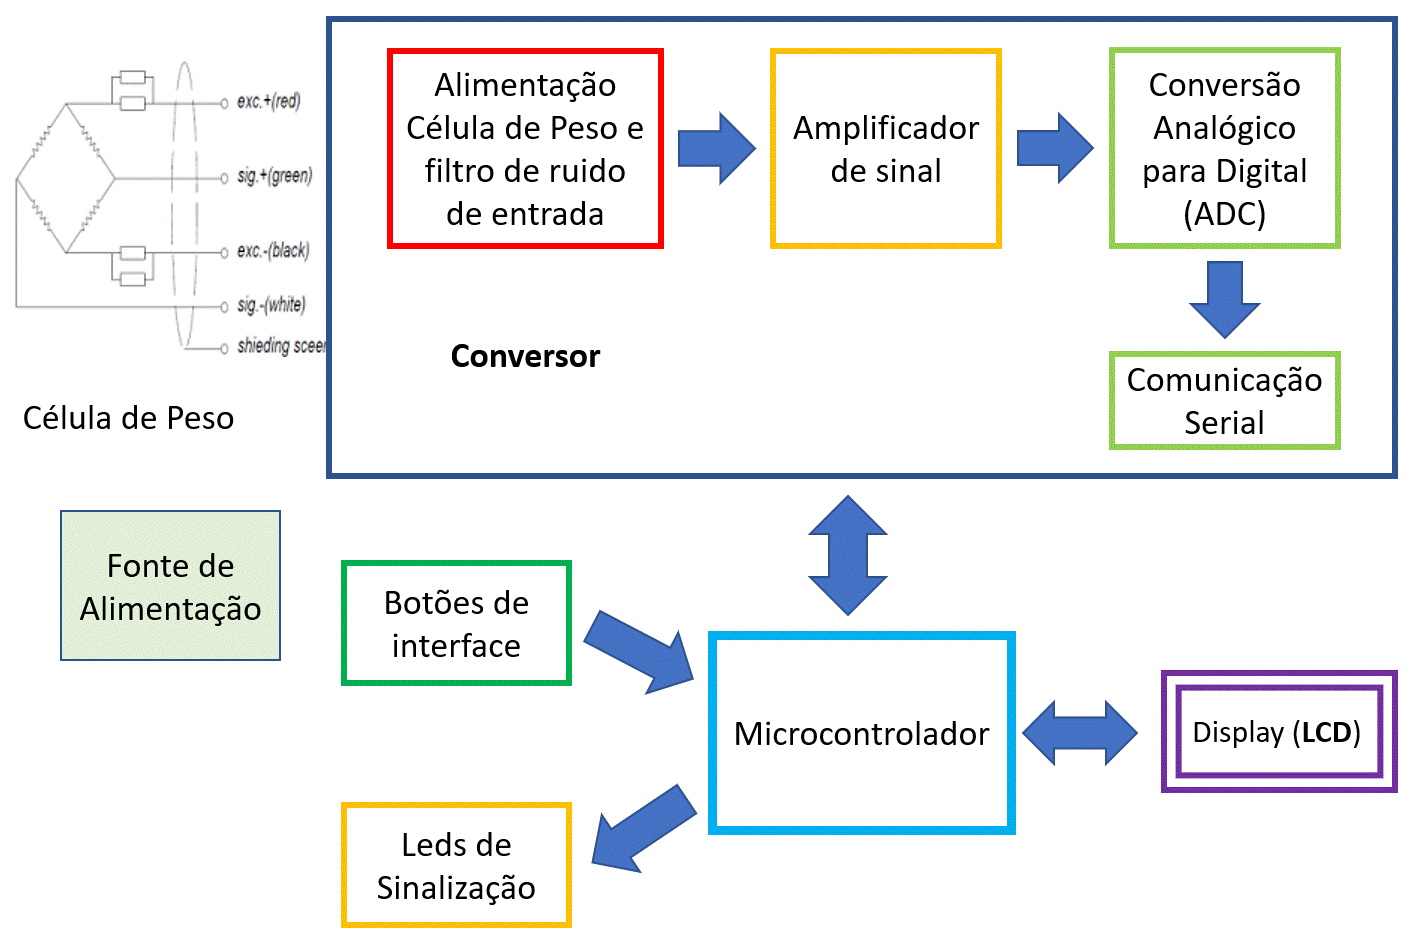 exc.+(red)
sig.+(green)
exc.-(black)
sig.-(white)
shieding sceer
Célula de Peso
Alimentação
Célula de Peso e
filtro de ruido
de entrada
Amplificador
de sinal
Conversão
Analógico
para Digital
(ADC)
Conversor
Comunicação
Serial
Fonte de
Alimentação
Botões de
interface
Microcontrolador
Display (LCD)
Leds de
Sinalização